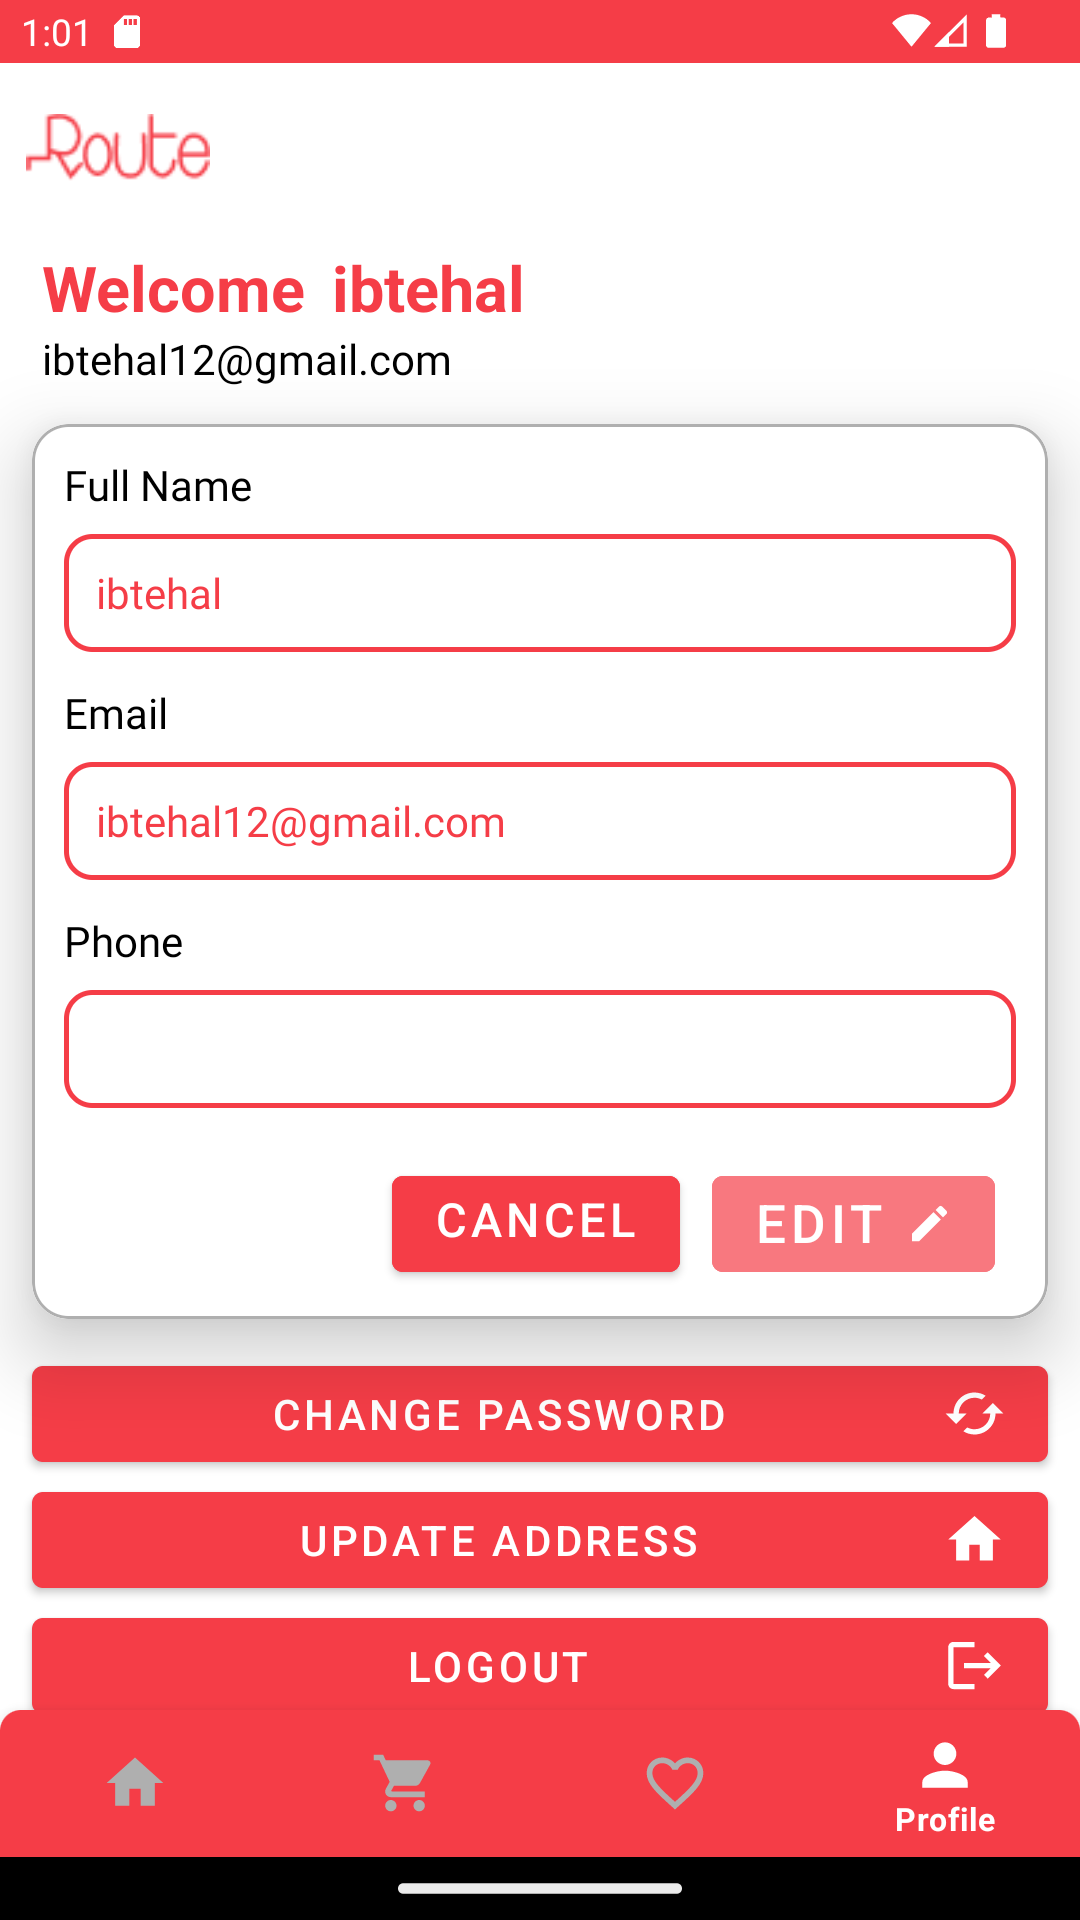 1:01
Route
Welcome ibtehal
ibtehal12@gmail.com
Full Name
ibtehal
Email
ibtehal12@gmail.com
Phone
CANCEL
EDIT
CHANGE PASSWORD
UPDATE ADDRESS
LOGOUT
Profile